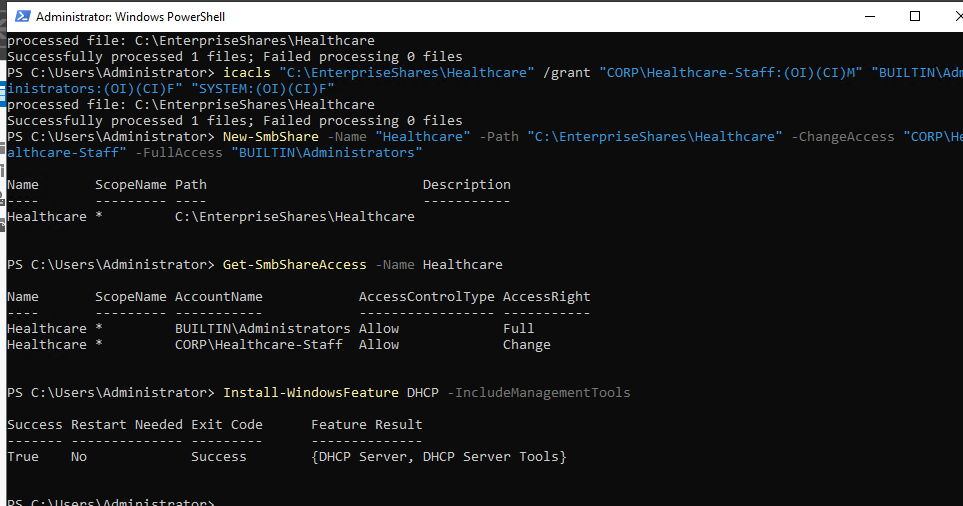 Administrator: Windows PowerShell
processed file: C:\EnterpriseShares\Healthcare
Successfully processed 1 files; Failed processing 0 files
PS C:\Users\Administrator> icacls "C:\EnterpriseShares\Healthcare" /grant "CORP\Healthcare-Staff:(OI)(CI)M" "BUILTIN\Adm
inistrators:(OI)(CI)F" "SYSTEM:(OI)(CI)F"
processed file: C:\EnterpriseShares\Healthcare
Successfully processed 1 files; Failed processing 0 files
PS C:\Users\Administrator> New-SmbShare -Name "Healthcare" -Path "C:\EnterpriseShares\Healthcare" -ChangeAccess "CORP\He
althcare-Staff" -FullAccess "BUILTIN\Administrators"
Name ScopeName Path Description
---- --------- ---- -----------
Healthcare * C:\EnterpriseShares\Healthcare
PS C:\Users\Administrator> Get-SmbShareAccess -Name Healthcare
Name ScopeName AccountName AccessControlType AccessRight
---- --------- ----------- ----------------- -----------
Healthcare * BUILTIN\Administrators Allow Full
Healthcare * CORP\Healthcare-Staff Allow Change
PS C:\Users\Administrator> Install-WindowsFeature DHCP -IncludeManagementTools
Success Restart Needed Exit Code Feature Result
------- -------------- --------- --------------
True No Success {DHCP Server, DHCP Server Tools}
PS C:\Users\Administrator>